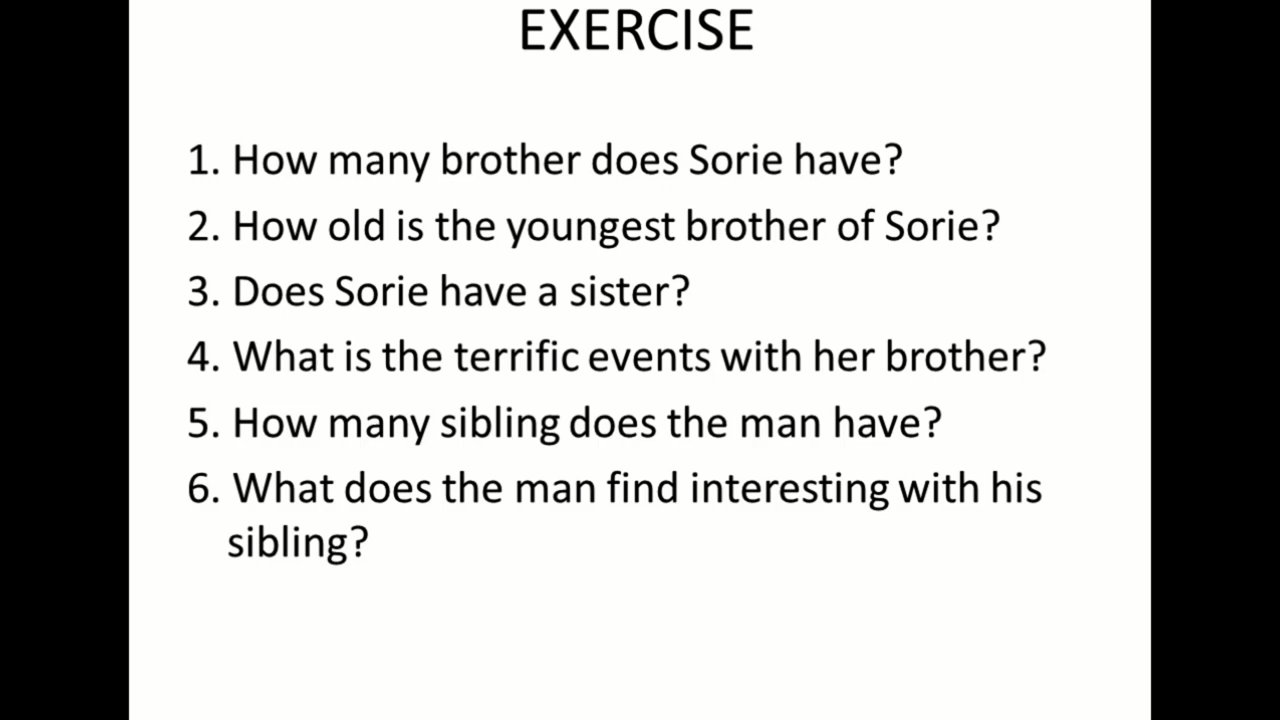 EXERCISE
1. How many brother does Sorie have?
2. How old is the youngest brother of Sorie?
3. Does Sorie have a sister?
4. What is the terrific events with her brother?
5. How many sibling does the man have?
6. What does the man find interesting with his
sibling?